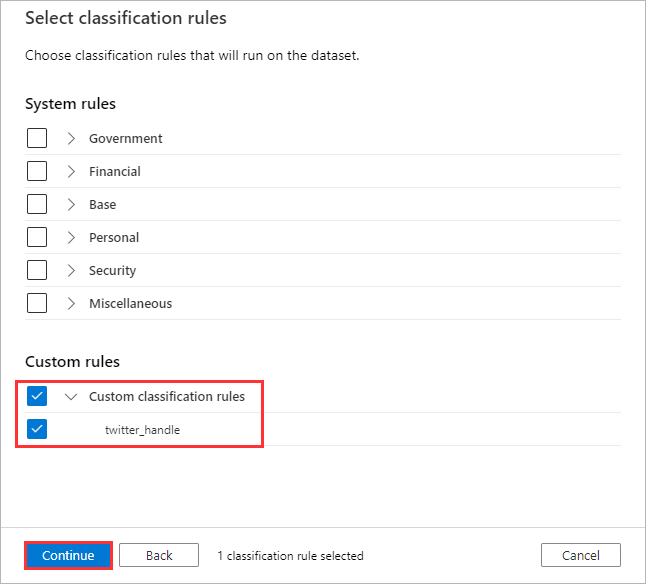 Select classification rules
Choose classification rules that will run on the dataset.
System rules
Government
Financial
Base
Personal
Security
Miscellaneous
Custom rules
Custom classification rules
twitter_handle
Continue Back 1 classification rule selected Cancel